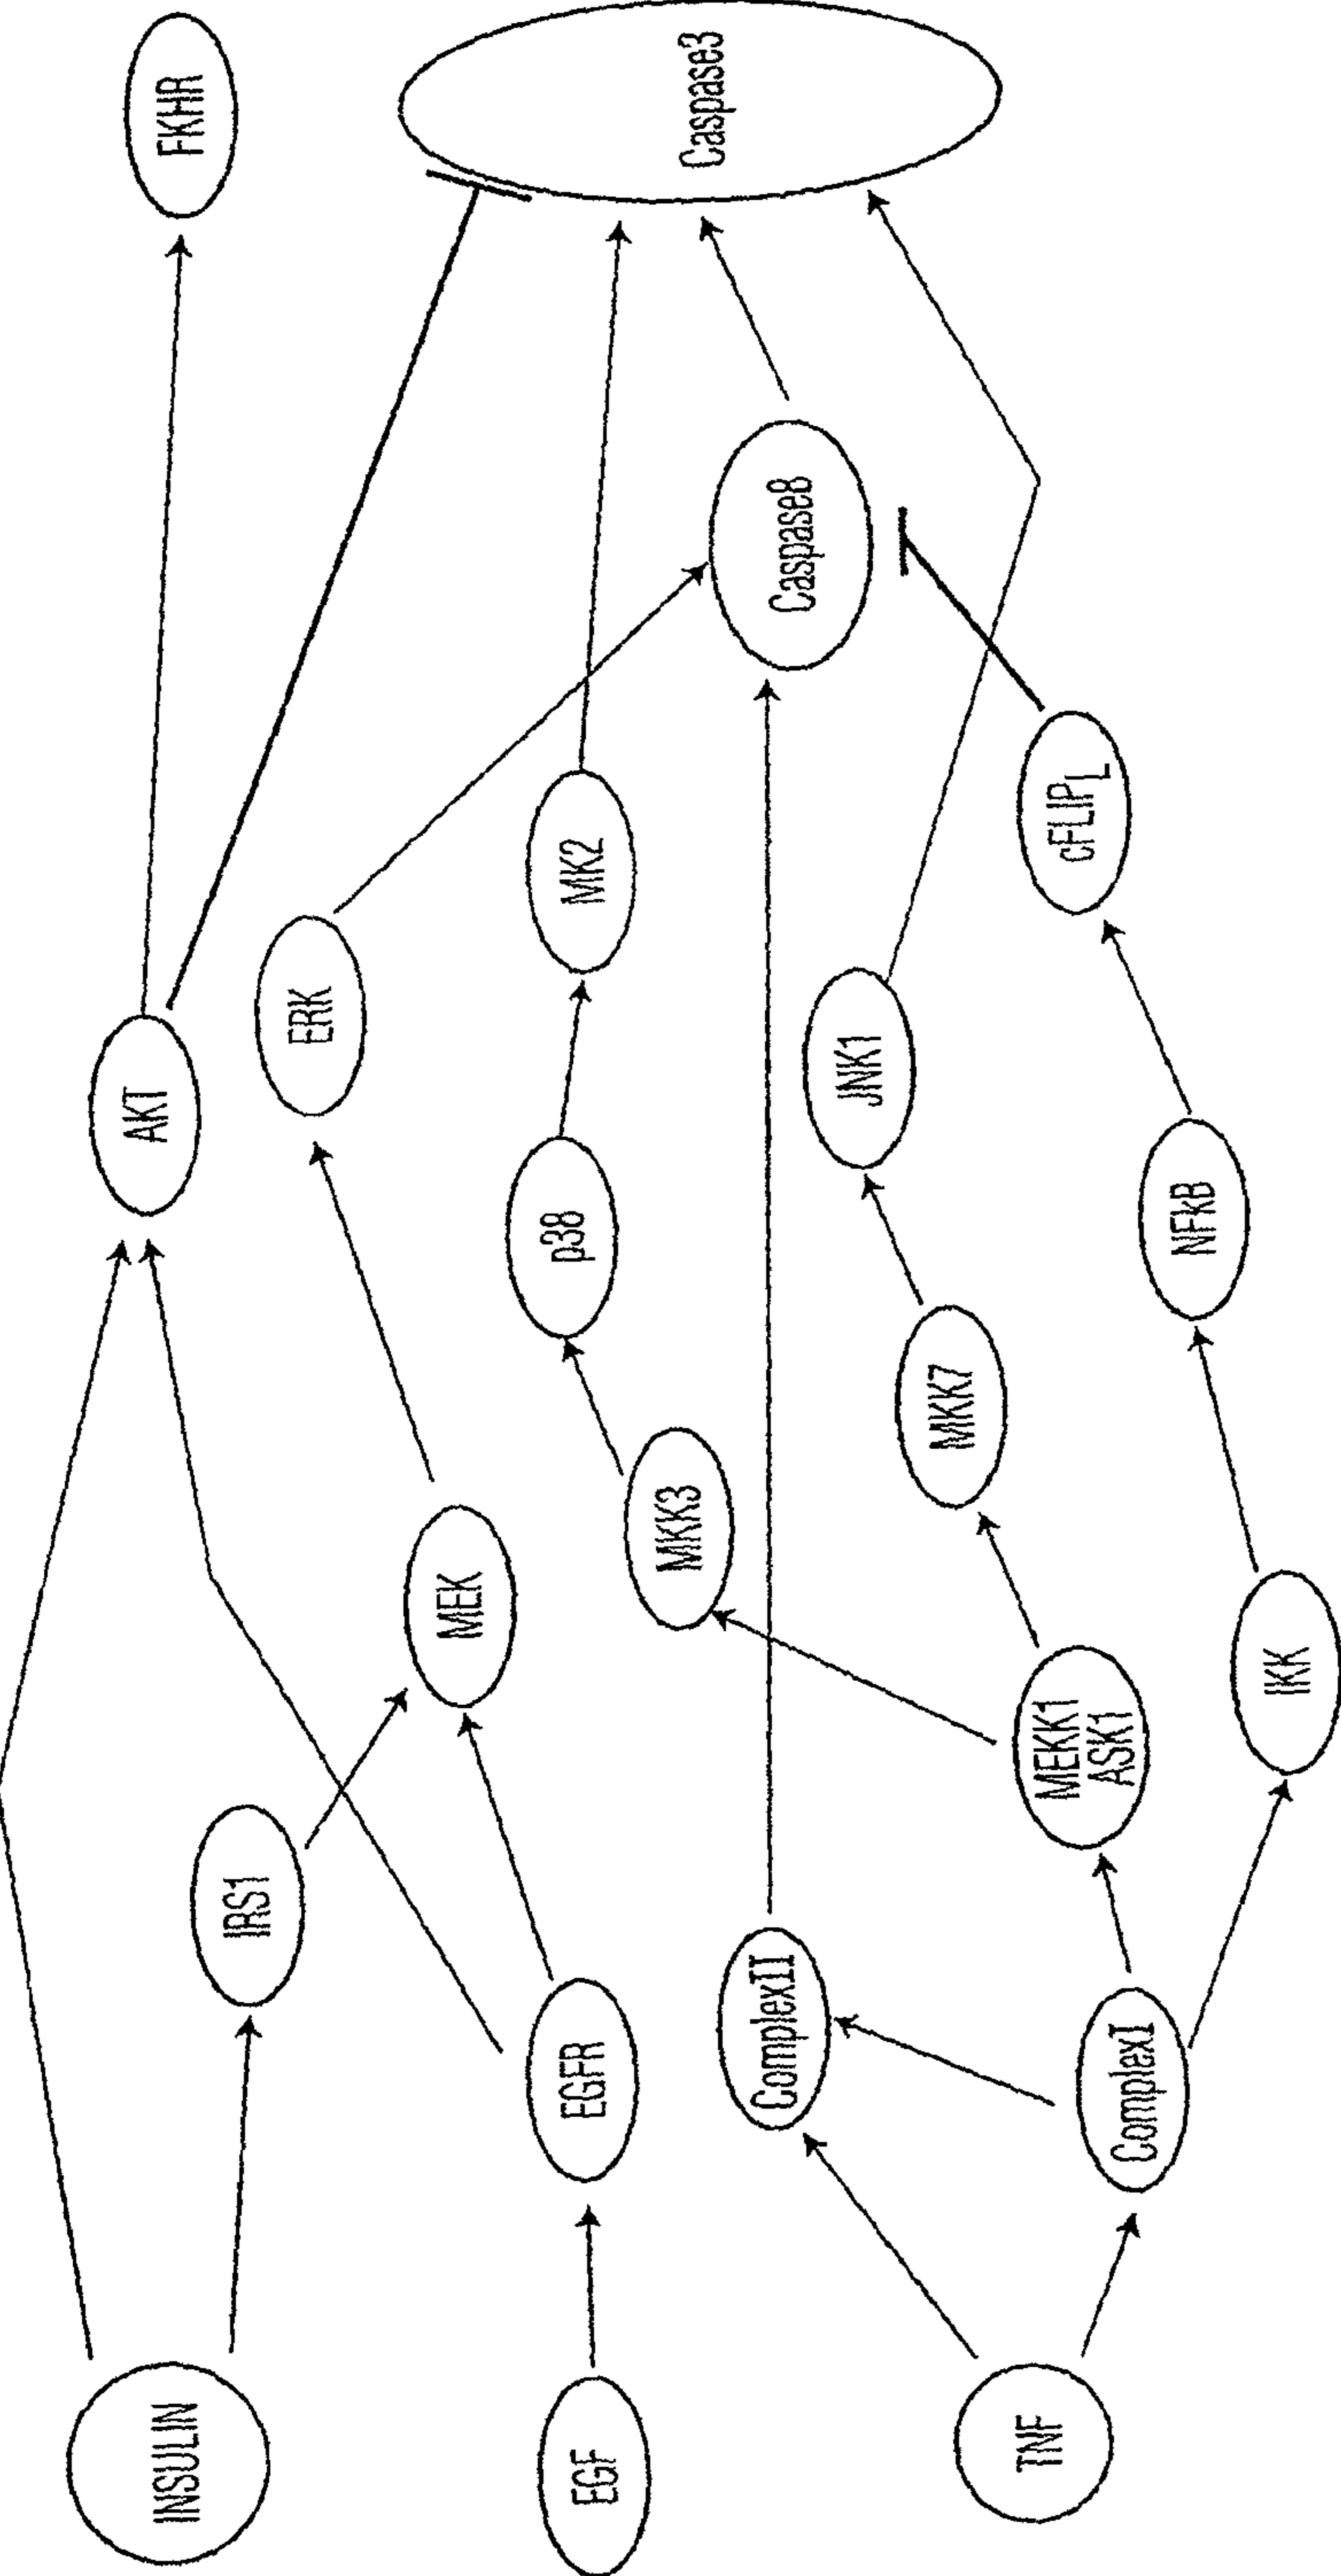 INSULIN
EGF
TNF
IRS1
EGFR
ComplexII
ComplexI
MEK
MKK3
MEKK1
ASK1
IKK
AKT
ERK
p38
MKK7
JNK1
NFkB
MK2
cFLIPL
Caspase8
FKHR
Caspase3